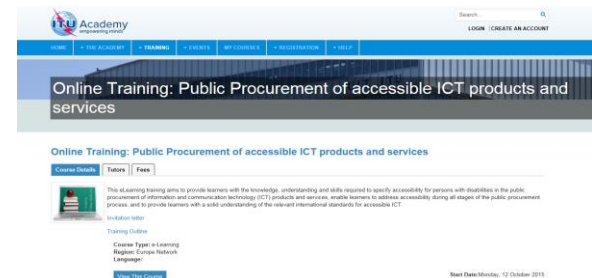 Search...
ITU Academy
empowering minds
LOGIN | CREATE AN ACCOUNT
HOME + THE ACADEMY + TRAINING + EVENTS MY COURSES + REGISTRATION + HELP
Online Training: Public Procurement of accessible ICT products and
services
Online Training: Public Procurement of accessible ICT products and services
Course Details Tutors Fees
This eLearning training aims to provide learners with the knowledge, understanding and skills required to specify accessibility for persons with disabilities in the public
procurement of information and communication technology (ICT) products and services, enable learners to address accessibility during all stages of the public procurement
process, and to provide learners with a solid understanding of the relevant international standards for accessible ICT.
Invitation letter
Training Outline
Course Type: e-Learning
Region: Europe Network
Language:
View This Course
Start Date:Monday, 12 October 2015